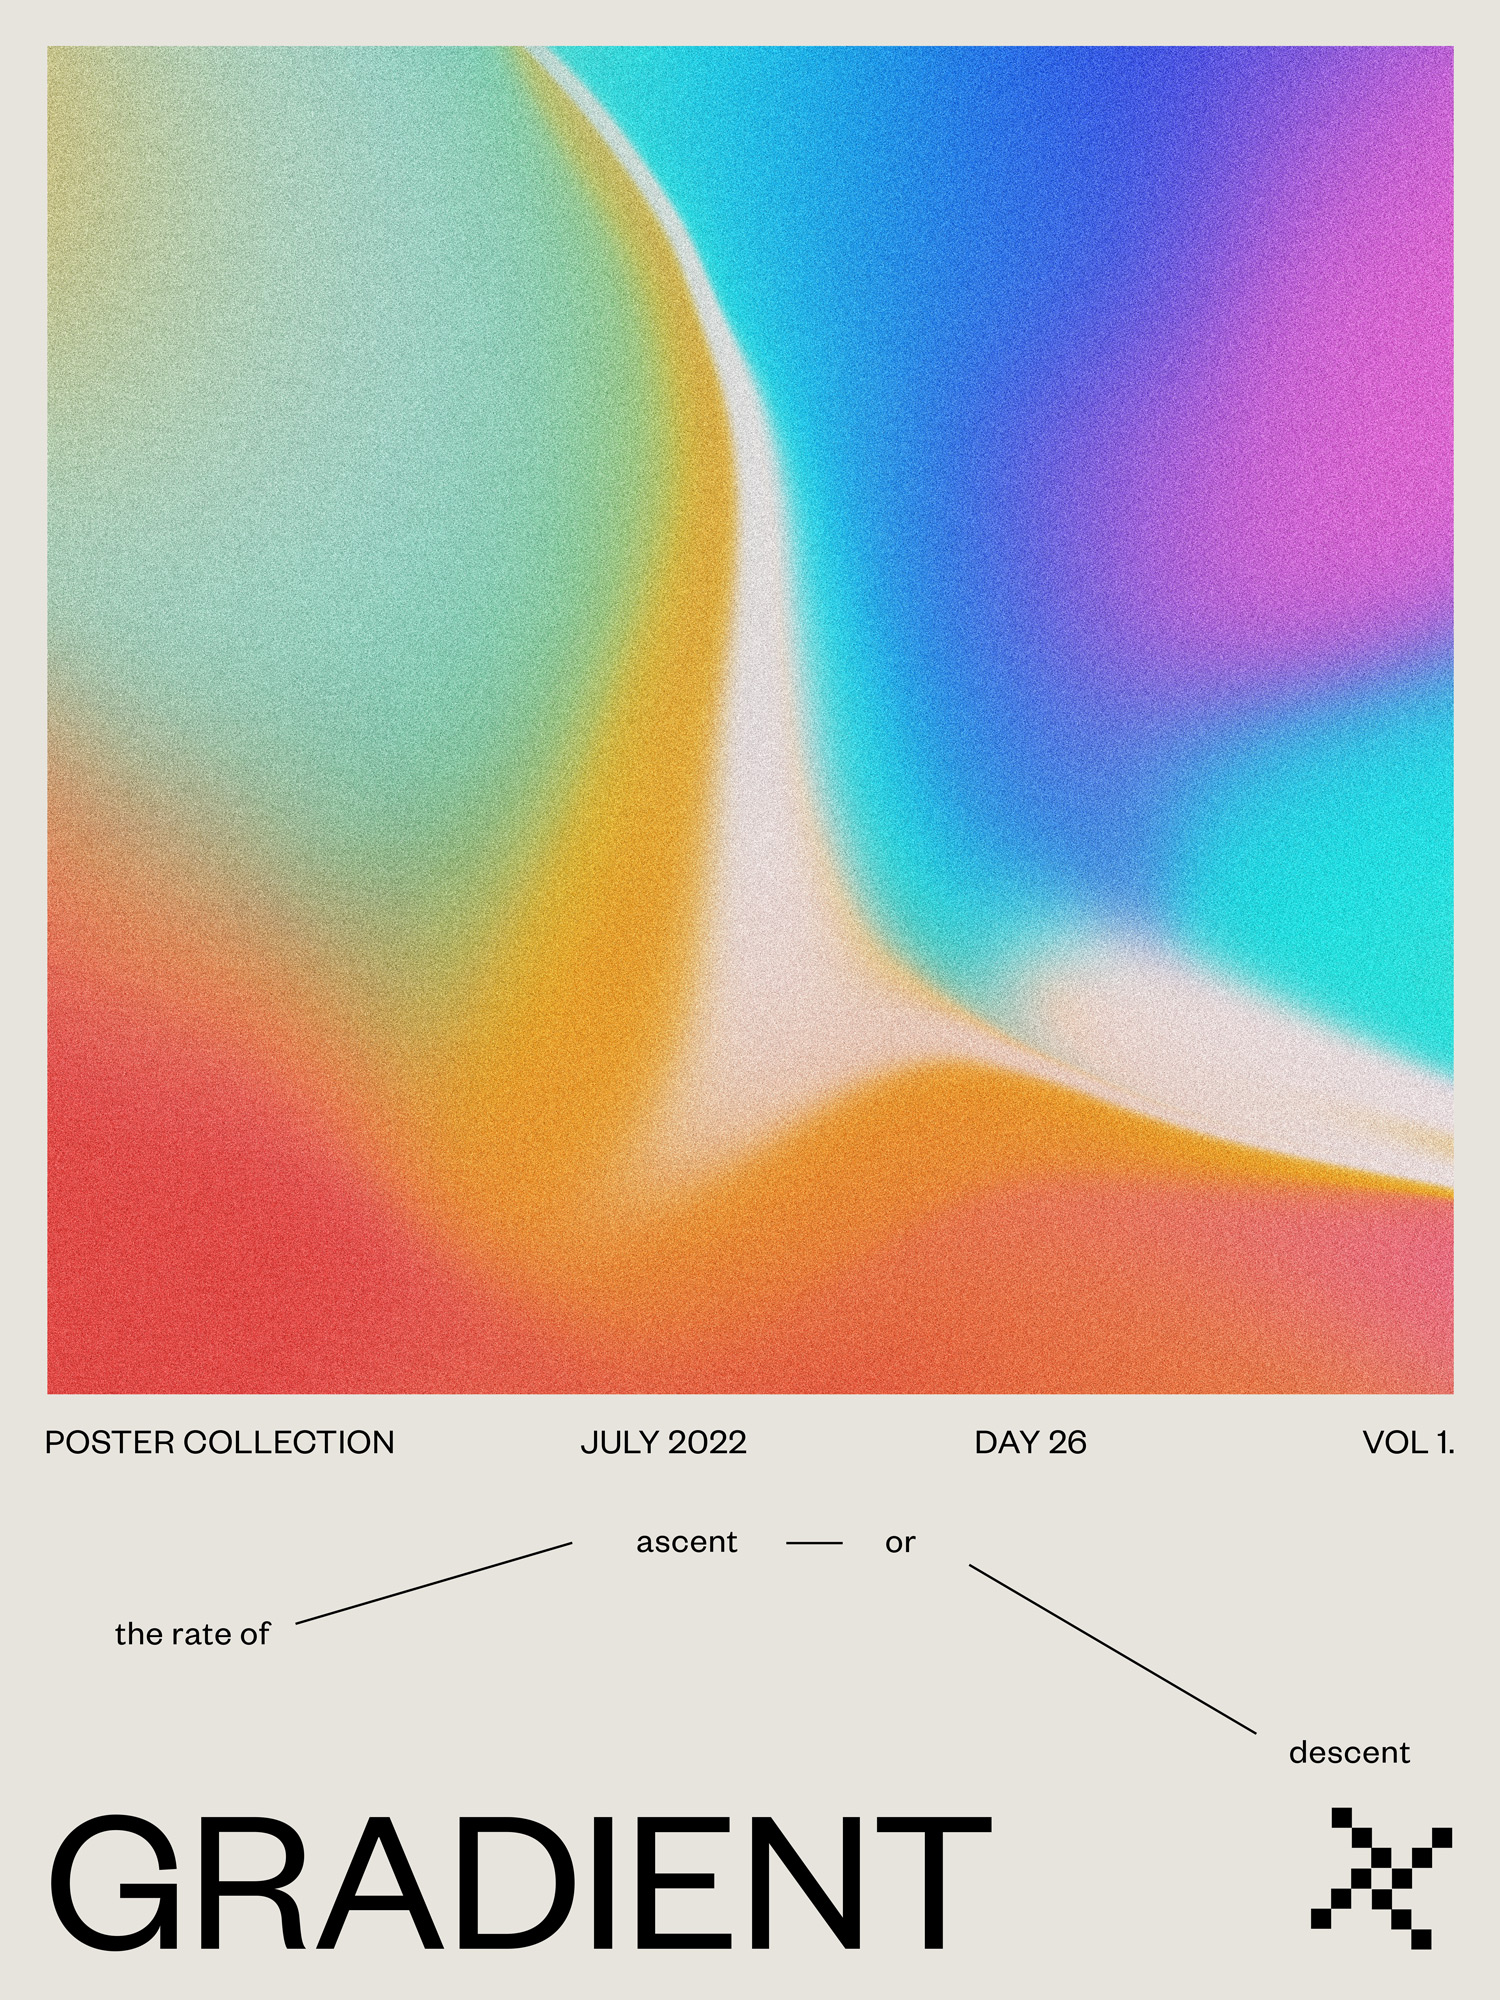 POSTER COLLECTION JULY 2022 DAY 26 VOL 1.
the rate of
ascent — or
descent
GRADIENT